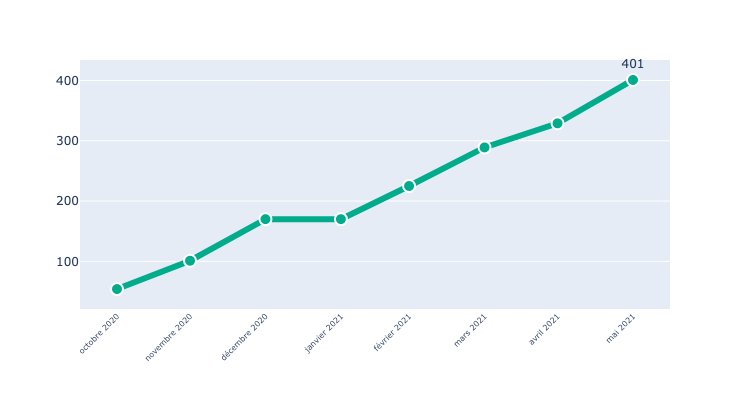 401
400
300
200
100
octobre 2020
novembre 2020
décembre 2020
janvier 2021
février 2021
mars 2021
avril 2021
mai 2021